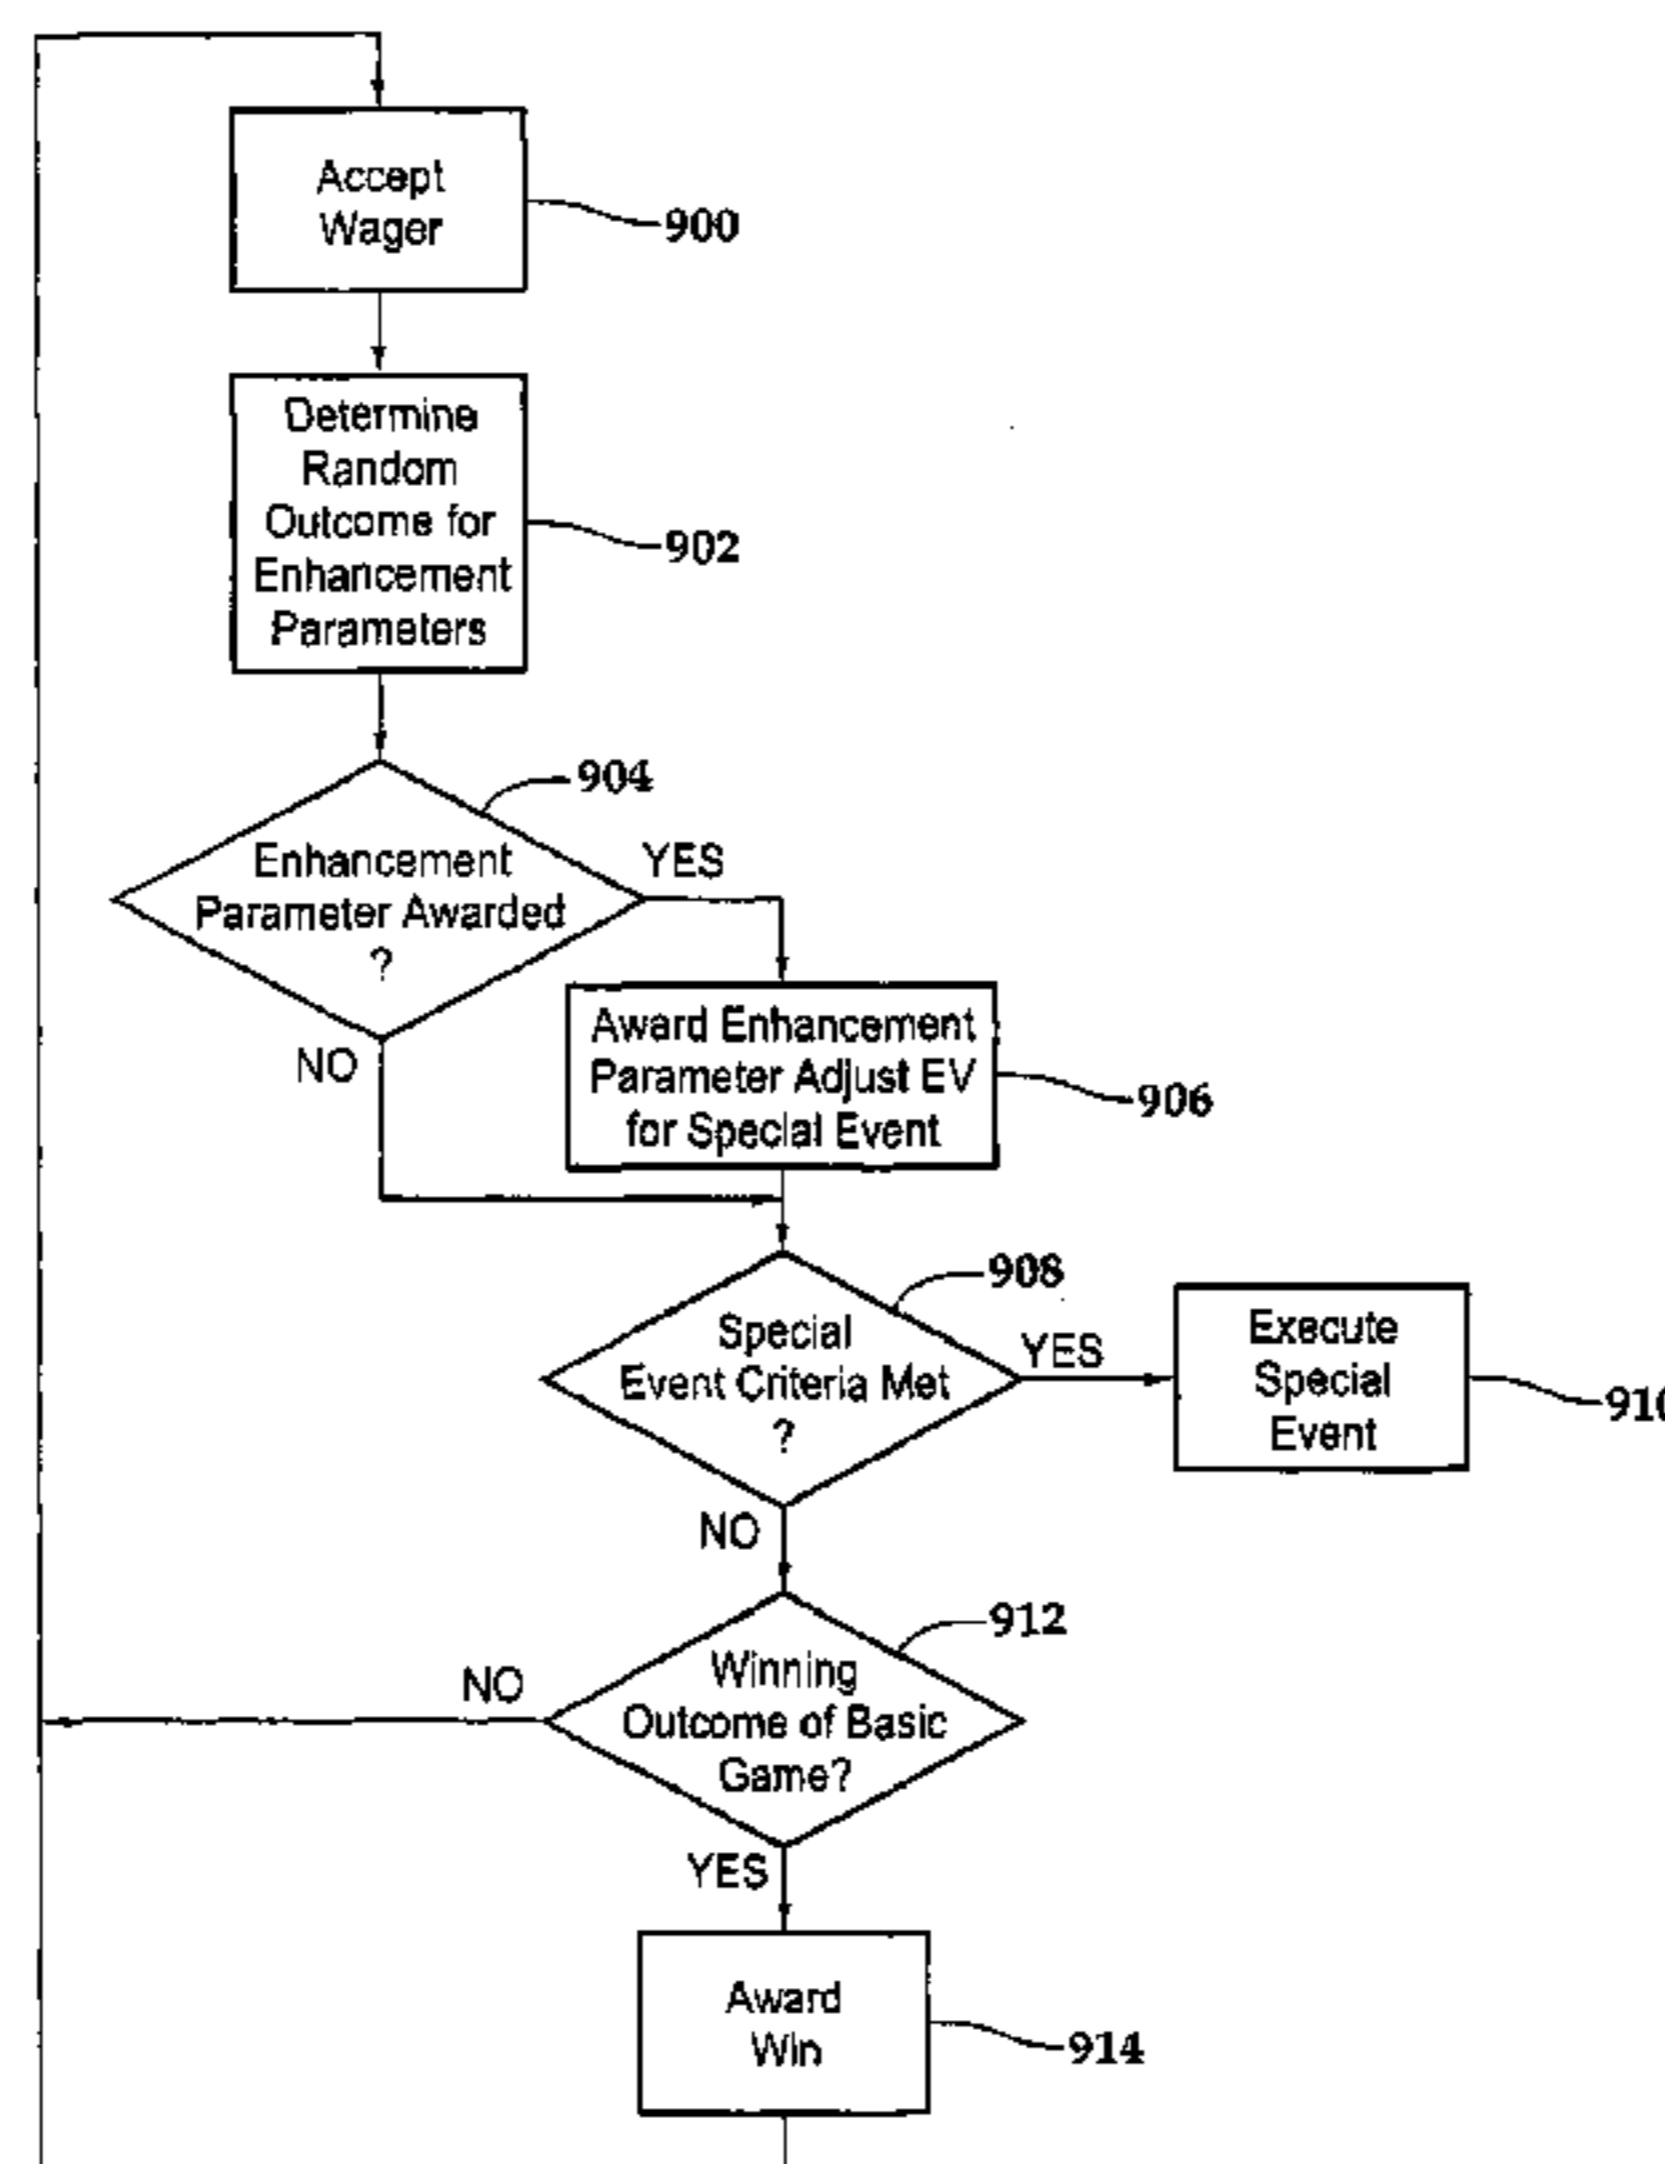 Accept
Wager
900
Determine
Random
Outcome for
Enhancement
Parameters
902
904
Enhancement
Parameter Awarded
?
YES
NO
Award Enhancement
Parameter Adjust EV
for Special Event
906
908
Special
Event Criteria Met
?
YES
Execute
Special
Event
910
NO
912
Winning
Outcome of Basic
Game?
NO
YES
Award
Win
914